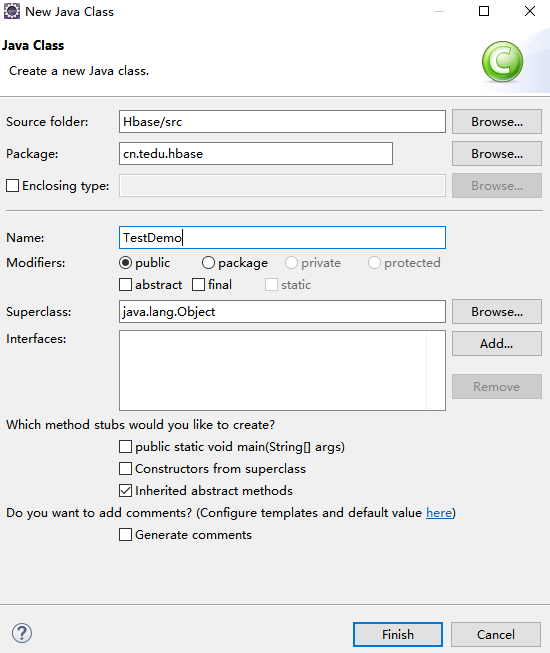 New Java Class
Java Class
Create a new Java class.
Source folder: Hbase/src Browse...
Package: cn.tedu.hbase Browse...
Enclosing type: Browse...
Name: TestDemo
Modifiers: public package private protected
abstract final static
Superclass: java.lang.Object Browse...
Interfaces: Add...
Remove
Which method stubs would you like to create?
public static void main(String[] args)
Constructors from superclass
Inherited abstract methods
Do you want to add comments? (Configure templates and default value here)
Generate comments
? Finish Cancel